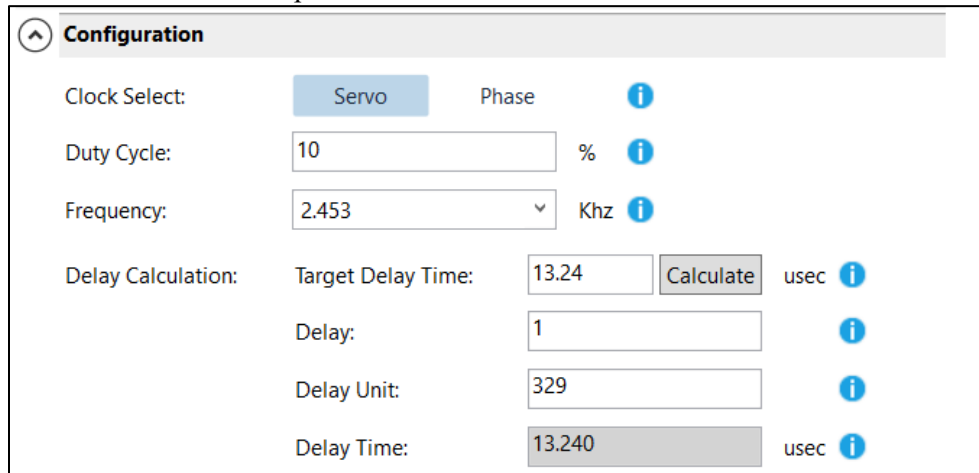 Configuration
Clock Select: Servo Phase
Duty Cycle: 10 %
Frequency: 2.453 Khz
Delay Calculation: Target Delay Time: 13.24 Calculate usec
Delay: 1
Delay Unit: 329
Delay Time: 13.240 usec